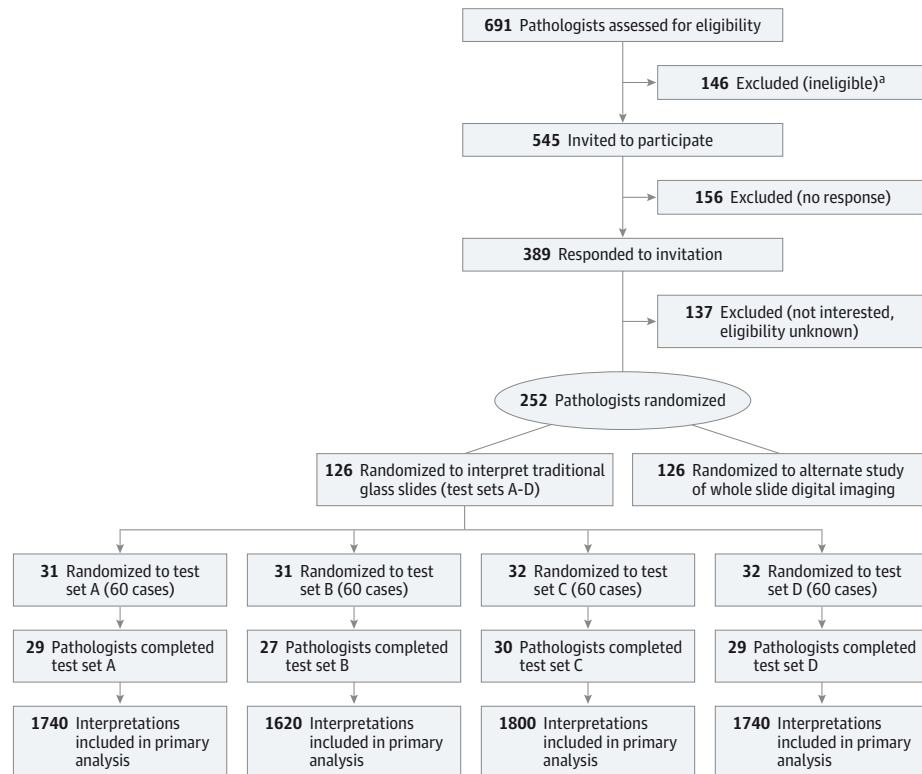 691 Pathologists assessed for eligibility
146 Excluded (ineligible)a
545 Invited to participate
156 Excluded (no response)
389 Responded to invitation
137 Excluded (not interested,
eligibility unknown)
252 Pathologists randomized
126 Randomized to interpret traditional
glass slides (test sets A-D)
126 Randomized to alternate study
of whole slide digital imaging
31 Randomized to test
set A (60 cases)
31 Randomized to test
set B (60 cases)
32 Randomized to test
set C (60 cases)
32 Randomized to test
set D (60 cases)
29 Pathologists completed
test set A
27 Pathologists completed
test set B
30 Pathologists completed
test set C
29 Pathologists completed
test set D
1740 Interpretations
included in primary
analysis
1620 Interpretations
included in primary
analysis
1800 Interpretations
included in primary
analysis
1740 Interpretations
included in primary
analysis